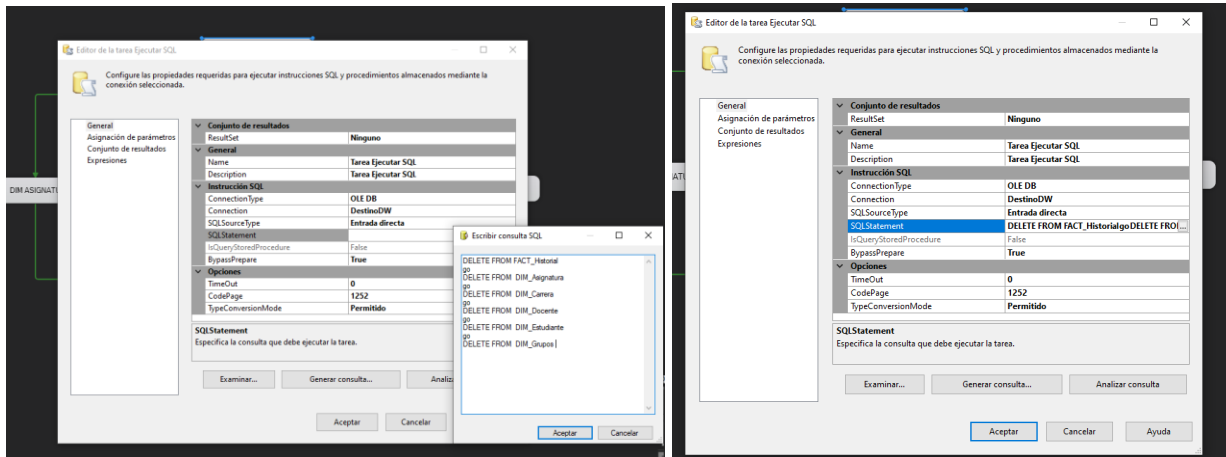 Editor de la tarea Ejecutar SQL
Configure las propiedades requeridas para ejecutar instrucciones SQL y procedimientos almacenados mediante la
conexión seleccionada.
General
Asignación de parámetros
Conjunto de resultados
Expresiones
Conjunto de resultados
ResultSet Ninguno
General
Name Tarea Ejecutar SQL
Description Tarea Ejecutar SQL
Instrucción SQL
ConnectionType OLE DB
Connection DestinoDW
SQLSourceType Entrada directa
SQLStatement
IsQueryStoredProcedure False
BypassPrepare True
Opciones
TimeOut 0
CodePage 1252
TypeConversionMode Permitido
SQLStatement
Especifica la consulta que debe ejecutar la tarea.
Examinar... Generar consulta... Analiz
Aceptar Cancelar
DIM ASIGNATU
Escribir consulta SQL
DELETE FROM FACT_Historial
go
DELETE FROM DIM_Asignatura
go
DELETE FROM DIM_Carrera
go
DELETE FROM DIM_Docente
go
DELETE FROM DIM_Estudiante
go
DELETE FROM DIM_Grupos
Aceptar Cancelar
Editor de la tarea Ejecutar SQL
Configure las propiedades requeridas para ejecutar instrucciones SQL y procedimientos almacenados mediante la
conexión seleccionada.
General
Asignación de parámetros
Conjunto de resultados
Expresiones
Conjunto de resultados
ResultSet Ninguno
General
Name Tarea Ejecutar SQL
Description Tarea Ejecutar SQL
Instrucción SQL
ConnectionType OLE DB
Connection DestinoDW
SQLSourceType Entrada directa
SQLStatement DELETE FROM FACT_HistorialgoDELETE FROI...
IsQueryStoredProcedure False
BypassPrepare True
Opciones
TimeOut 0
CodePage 1252
TypeConversionMode Permitido
SQLStatement
Especifica la consulta que debe ejecutar la tarea.
Examinar... Generar consulta... Analizar consulta
Aceptar Cancelar Ayuda